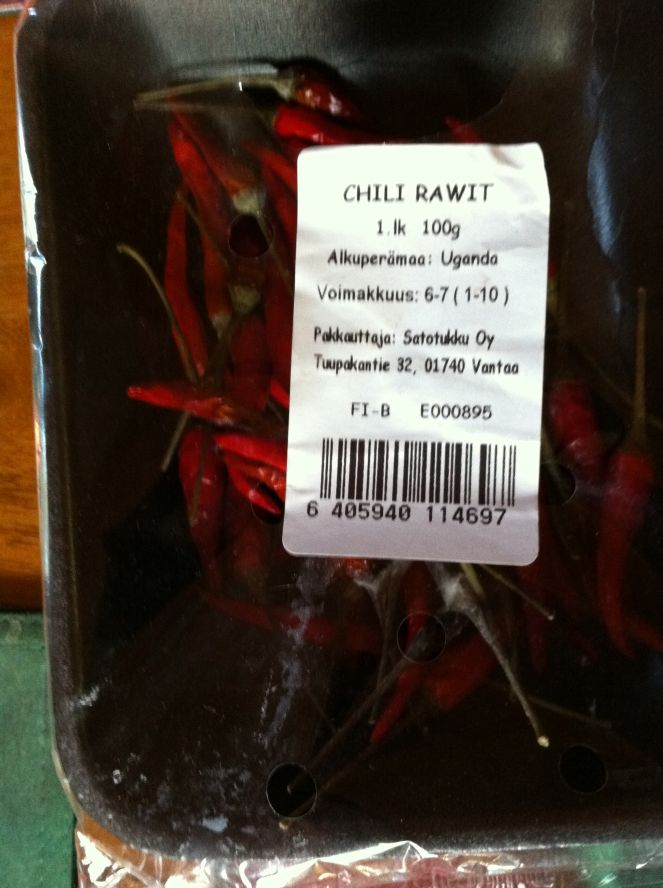 CHILI RAWIT
1.lk 100g
Alkuperämaa: Uganda
Voimakkuus: 6-7 ( 1-10 )
Pakkauttaja: Satotukku Oy
Tuupakantie 32, 01740 Vantaa
FI-B E000895
6 405940 114697